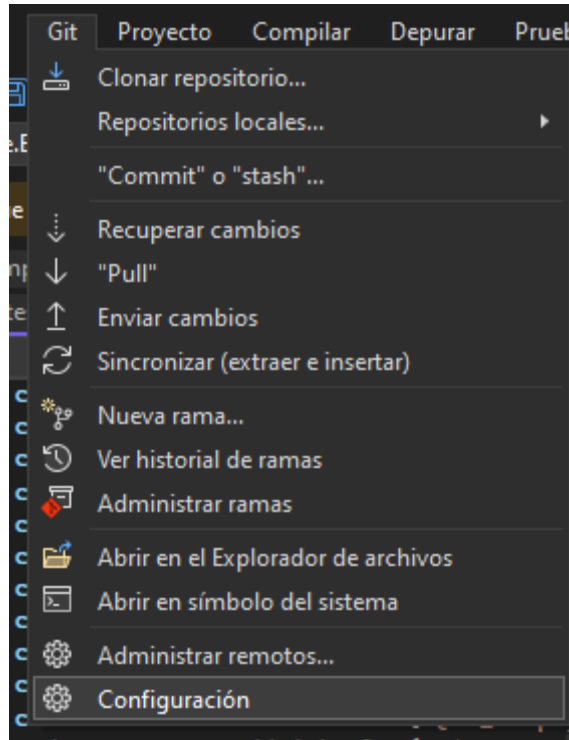 Git Proyecto Compilar Depurar
Clonar repositorio...
Repositorios locales...
"Commit" o "stash"...
Recuperar cambios
"Pull"
Enviar cambios
Sincronizar (extraer e insertar)
Nueva rama...
Ver historial de ramas
Administrar ramas
Abrir en el Explorador de archivos
Abrir en símbolo del sistema
Administrar remotos...
Configuración